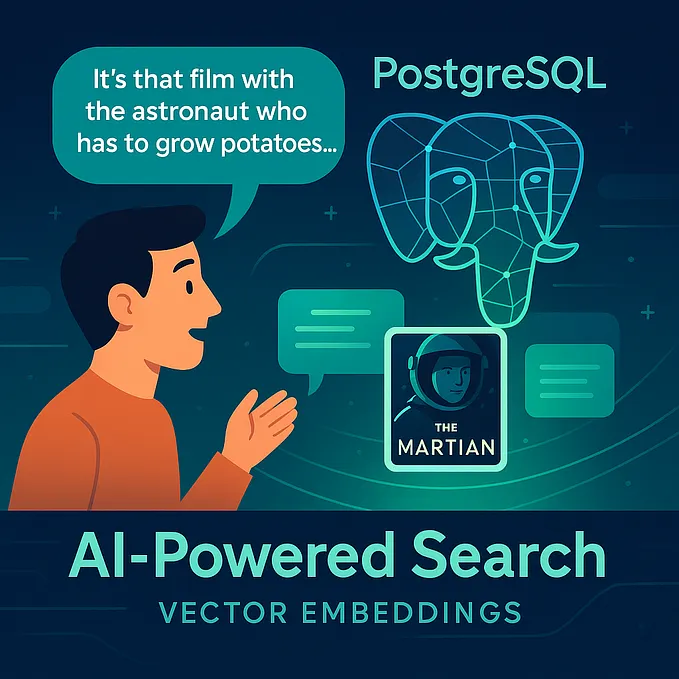 It's that film with
the astronaut who
has to grow potatoes...
PostgreSQL
THE
MARTIAN
AI-Powered Search
VECTOR EMBEDDINGS